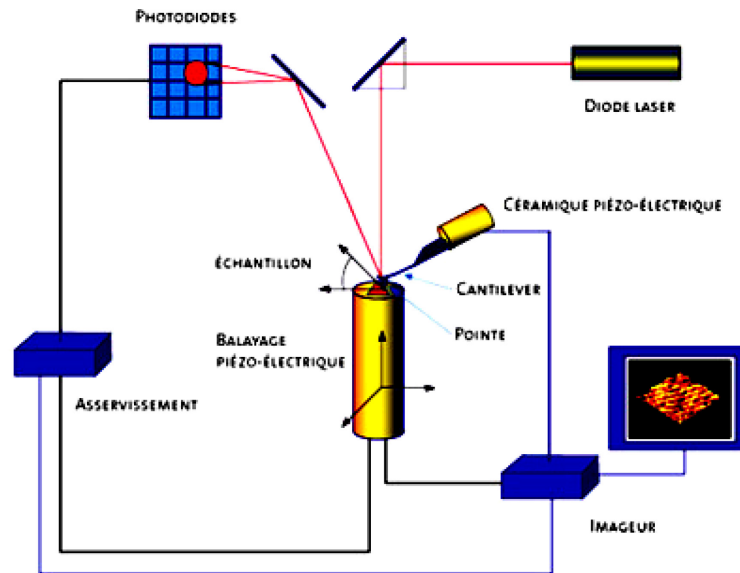 PHOTODIODES
DIODE LASER
CÉRAMIQUE PIÉZO-ÉLECTRIQUE
ÉCHANTILLON
CANTILEVER
POINTE
BALAYAGE
PIÉZO-ÉLECTRIQUE
ASSERVISSEMENT
IMAGEUR